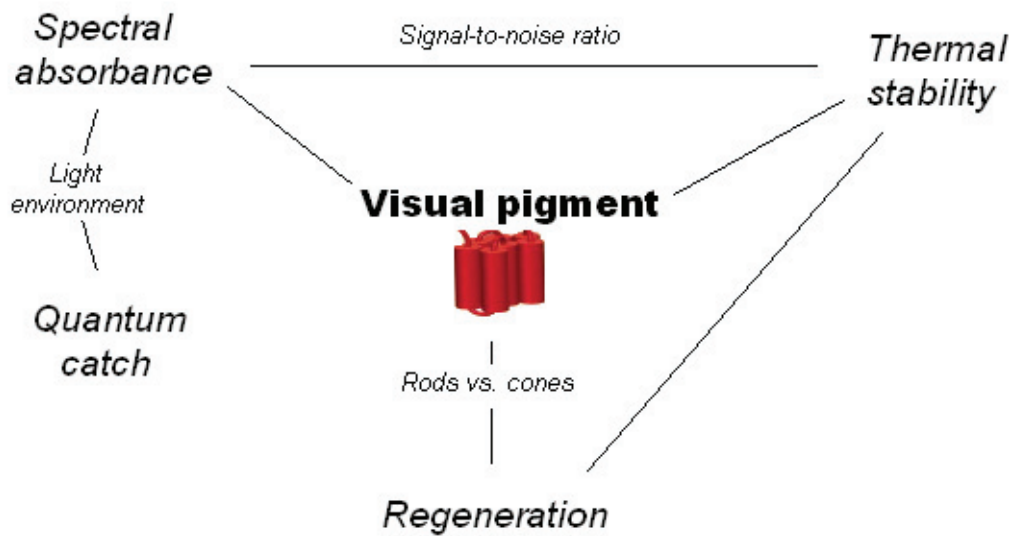 Spectral
absorbance
Signal-to-noise ratio
Thermal
stability
Light
environment
Visual pigment
Quantum
catch
Rods vs. cones
Regeneration